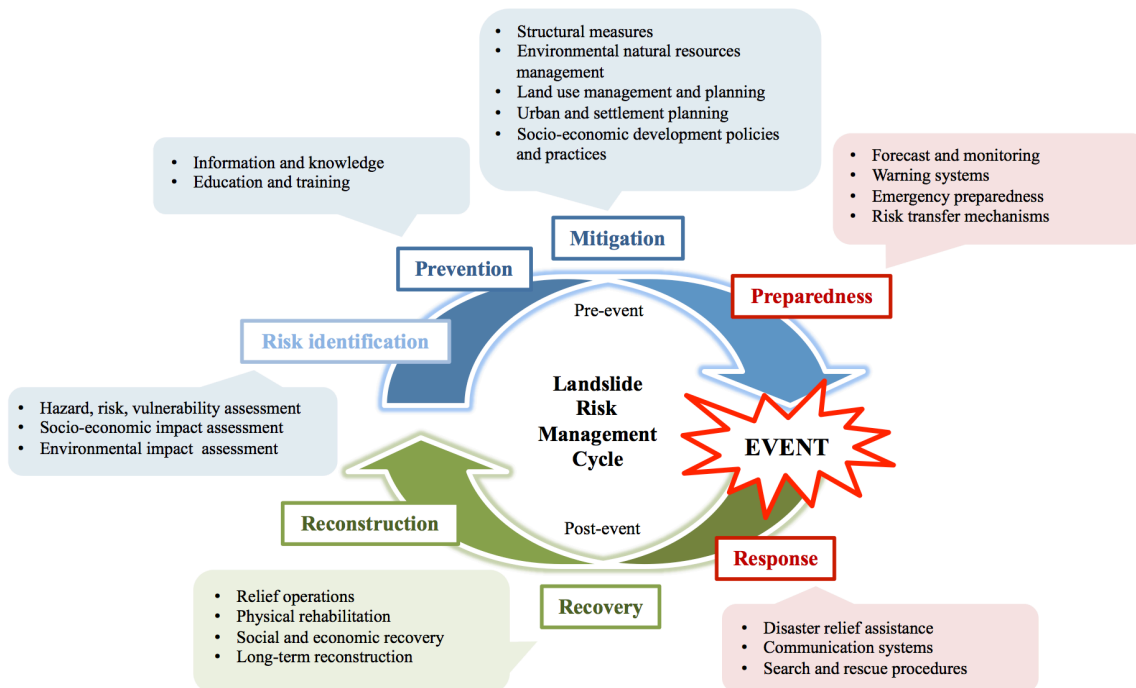 • Structural measures
• Environmental natural resources
management
• Land use management and planning
• Urban and settlement planning
• Socio-economic development policies
and practices
• Information and knowledge
• Education and training
• Forecast and monitoring
• Warning systems
• Emergency preparedness
• Risk transfer mechanisms
Mitigation
Prevention
Preparedness
Risk identification
Pre-event
• Hazard, risk, vulnerability assessment
• Socio-economic impact assessment
• Environmental impact assessment
Landslide
Risk
Management
Cycle
EVENT
Reconstruction
Post-event
Response
Recovery
• Relief operations
• Physical rehabilitation
• Social and economic recovery
• Long-term reconstruction
• Disaster relief assistance
• Communication systems
• Search and rescue procedures